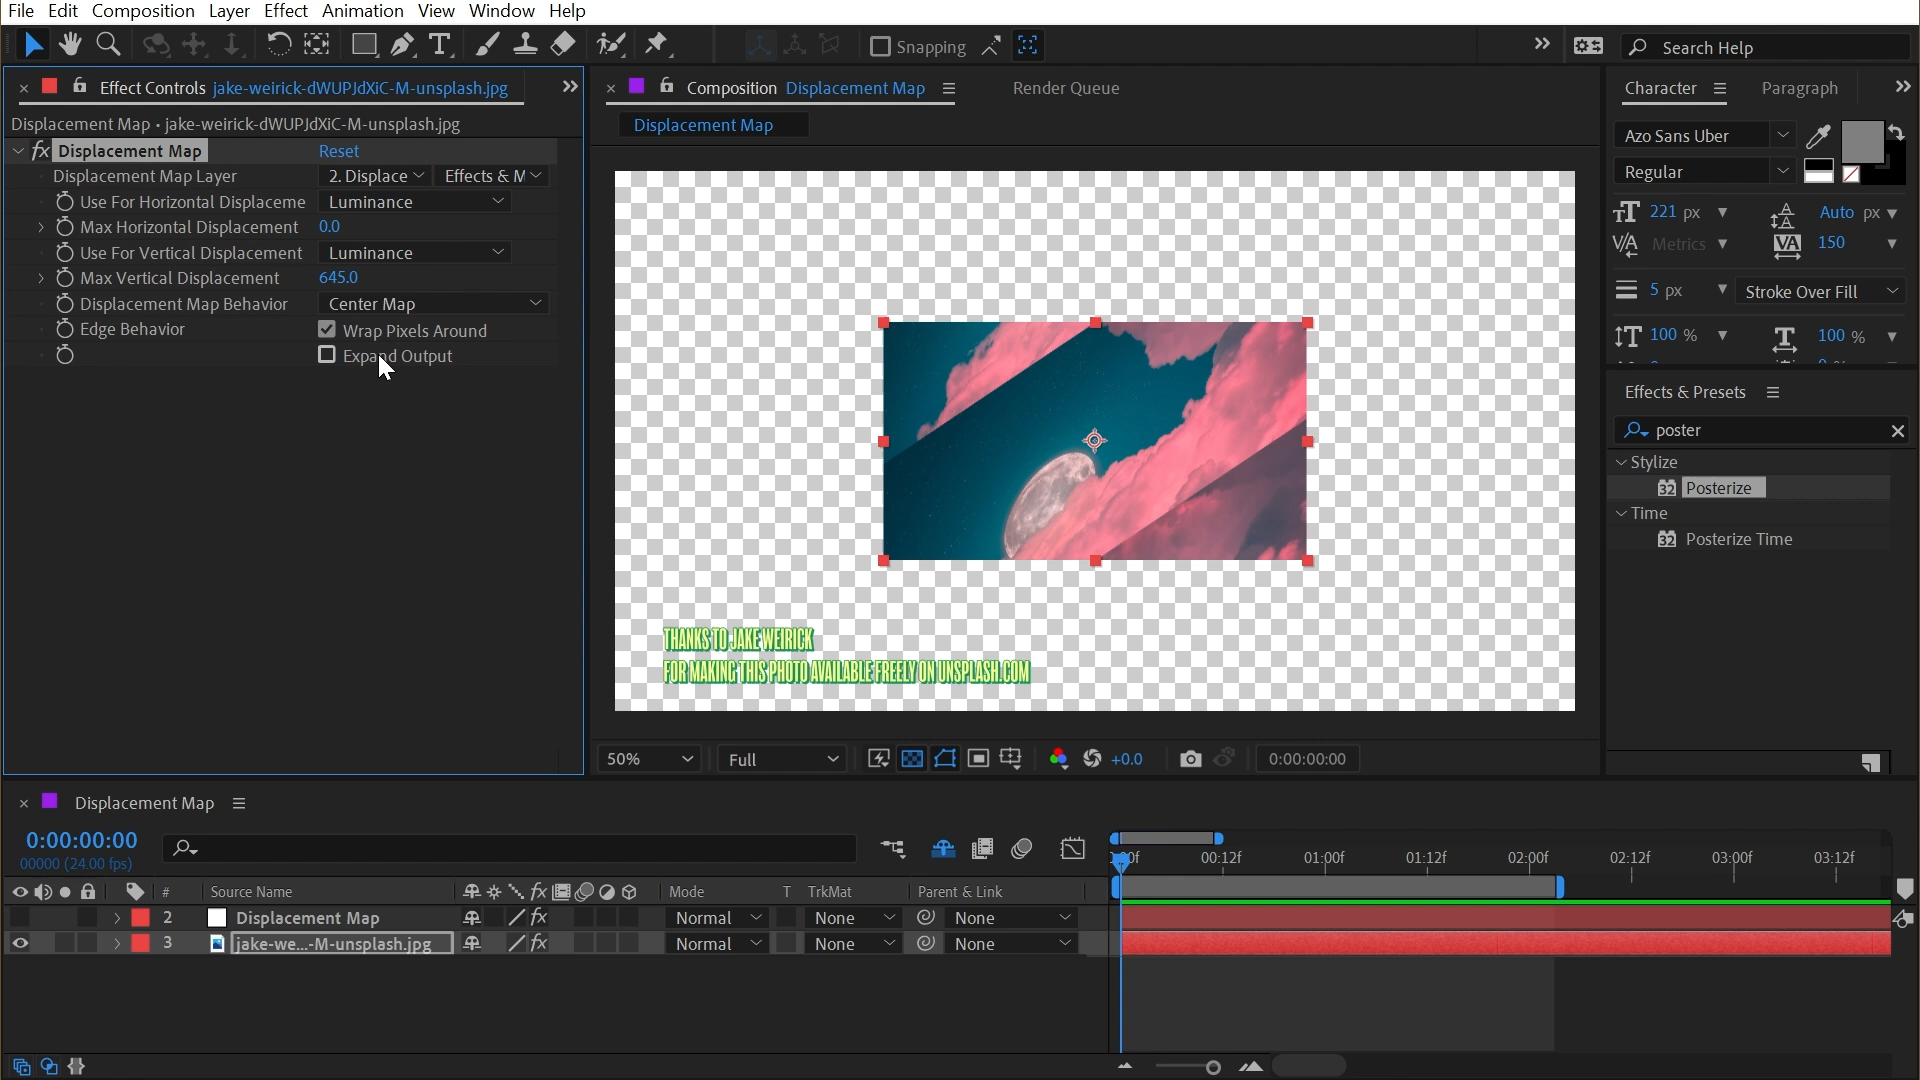 File Edit Composition Layer Effect Animation View Window Help
Snapping
Search Help
Effect Controls jake-weirick-dWUPJdXiC-M-unsplash.jpg
Displacement Map • jake-weirick-dWUPJdXiC-M-unsplash.jpg
fx Displacement Map Reset
Displacement Map Layer 2. Displace Effects & M
Use For Horizontal Displaceme Luminance
Max Horizontal Displacement 0.0
Use For Vertical Displacement Luminance
Max Vertical Displacement 645.0
Displacement Map Behavior Center Map
Edge Behavior Wrap Pixels Around
Expand Output
Composition Displacement Map
Render Queue
Displacement Map
THANKS TO JAKE WEIRICK
FOR MAKING THIS PHOTO AVAILABLE FREELY ON UNSPLASH.COM
50% Full +0.0 0:00:00:00
Character Paragraph
Azo Sans Uber
Regular
221 px Auto px
Metrics 150
5 px Stroke Over Fill
100 % 100 %
Effects & Presets
poster
Stylize
32 Posterize
Time
32 Posterize Time
Displacement Map
0:00:00:00
00000 (24.00 fps)
00:12f 01:00f 01:12f 02:00f 02:12f 03:00f 03:12f
# Source Name fx Mode T TrkMat Parent & Link
2 Displacement Map fx Normal None None
3 jake-we...-M-unsplash.jpg fx Normal None None